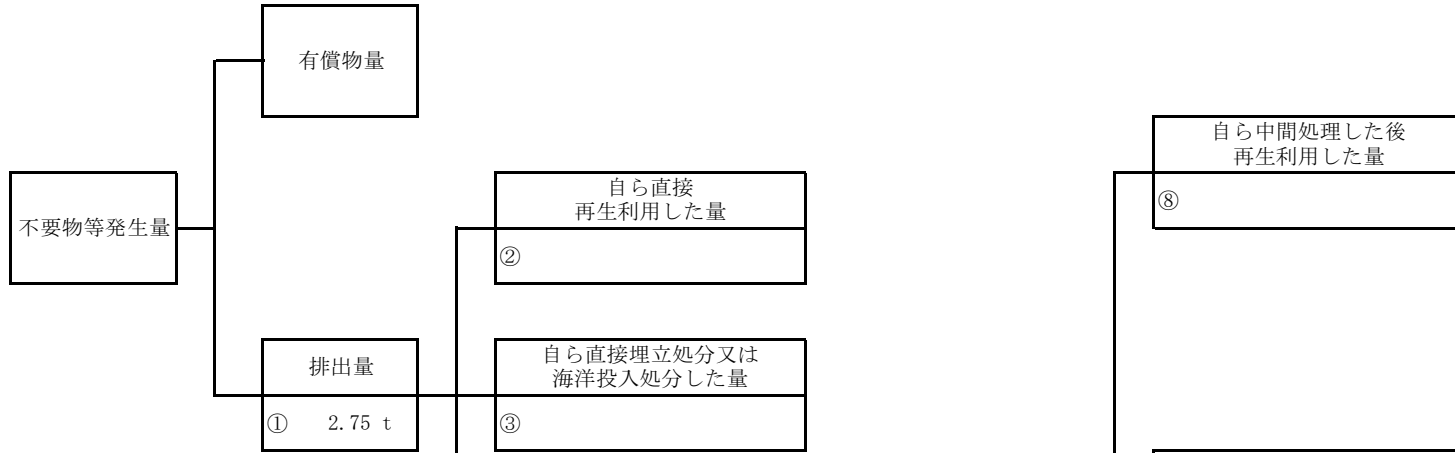 有償物量
自ら中間処理した後
再生利用した量
⑧
不要物等発生量
自ら直接
再生利用した量
②
排出量
① 2.75 t
自ら直接埋立処分又は
海洋投入処分した量
③